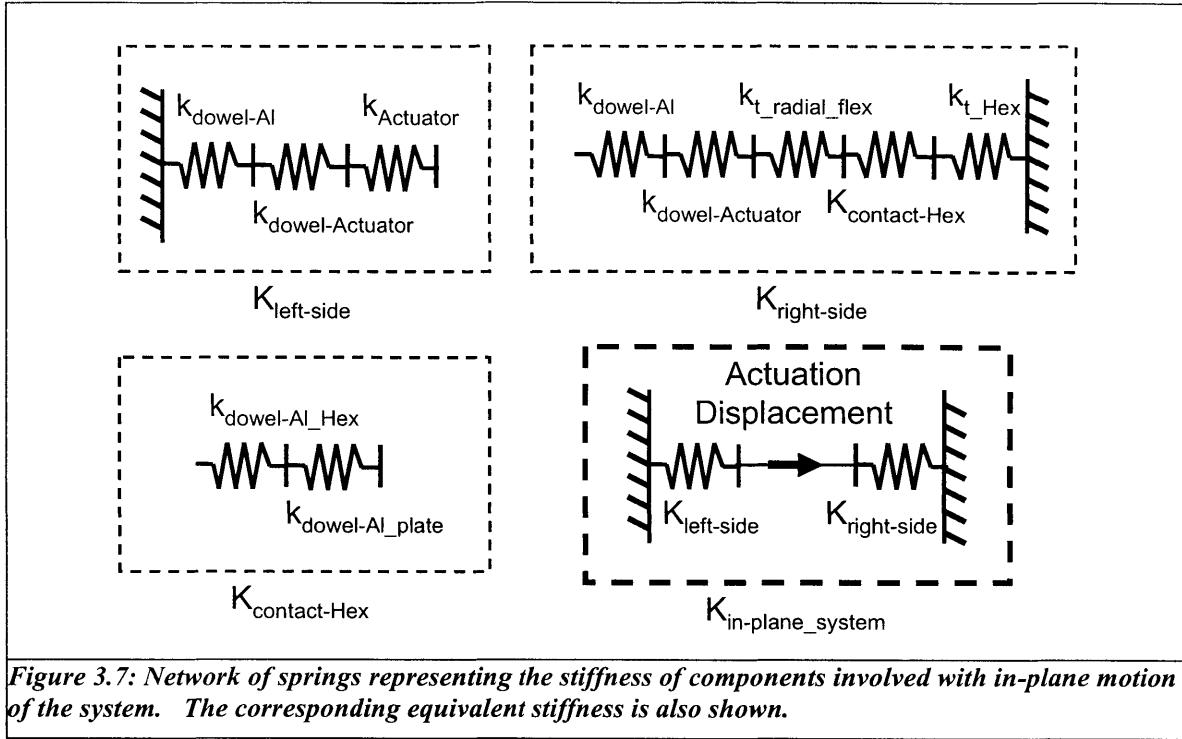 k_dowel-Al
k_Actuator
k_dowel-Actuator
K_left-side
k_dowel-Al
k_t_radial_flex
k_t_Hex
k_dowel-Actuator
K_contact-Hex
K_right-side
k_dowel-Al_Hex
k_dowel-Al_plate
K_contact-Hex
Actuation
Displacement
K_left-side
K_right-side
K_in-plane_system
Figure 3.7: Network of springs representing the stiffness of components involved with in-plane motion
of the system. The corresponding equivalent stiffness is also shown.